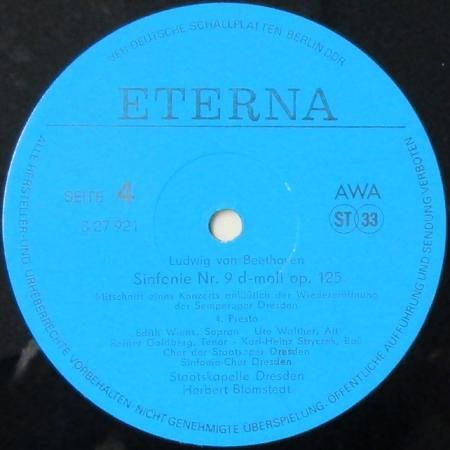 VEB DEUTSCHE SCHALLPLATTEN BERLIN DDR
ETERNA
SEITE 4
8 27 921
AWA
ST 33
Ludwig van Beethoven
Sinfonie Nr. 9 d-moll op. 125
Mitschnitt eines Konzerts anläßlich der Wiedereröffnung
der Semperoper Dresden
4. Presto
Edith Wiens, Sopran - Ute Walther, Alt
Reiner Goldberg, Tenor - Karl-Heinz Stryczek, Baß
Chor der Staatsoper Dresden
Sinfonie-Chor Dresden
Staatskapelle Dresden
Herbert Blomstedt
ALLE HERSTELLER- UND URHEBERRECHTE VORBEHALTEN NICHT GENEHMIGTE ÜBERSPIELUNG, ÖFFENTLICHE AUFFÜHRUNG UND SENDUNG VERBOTEN